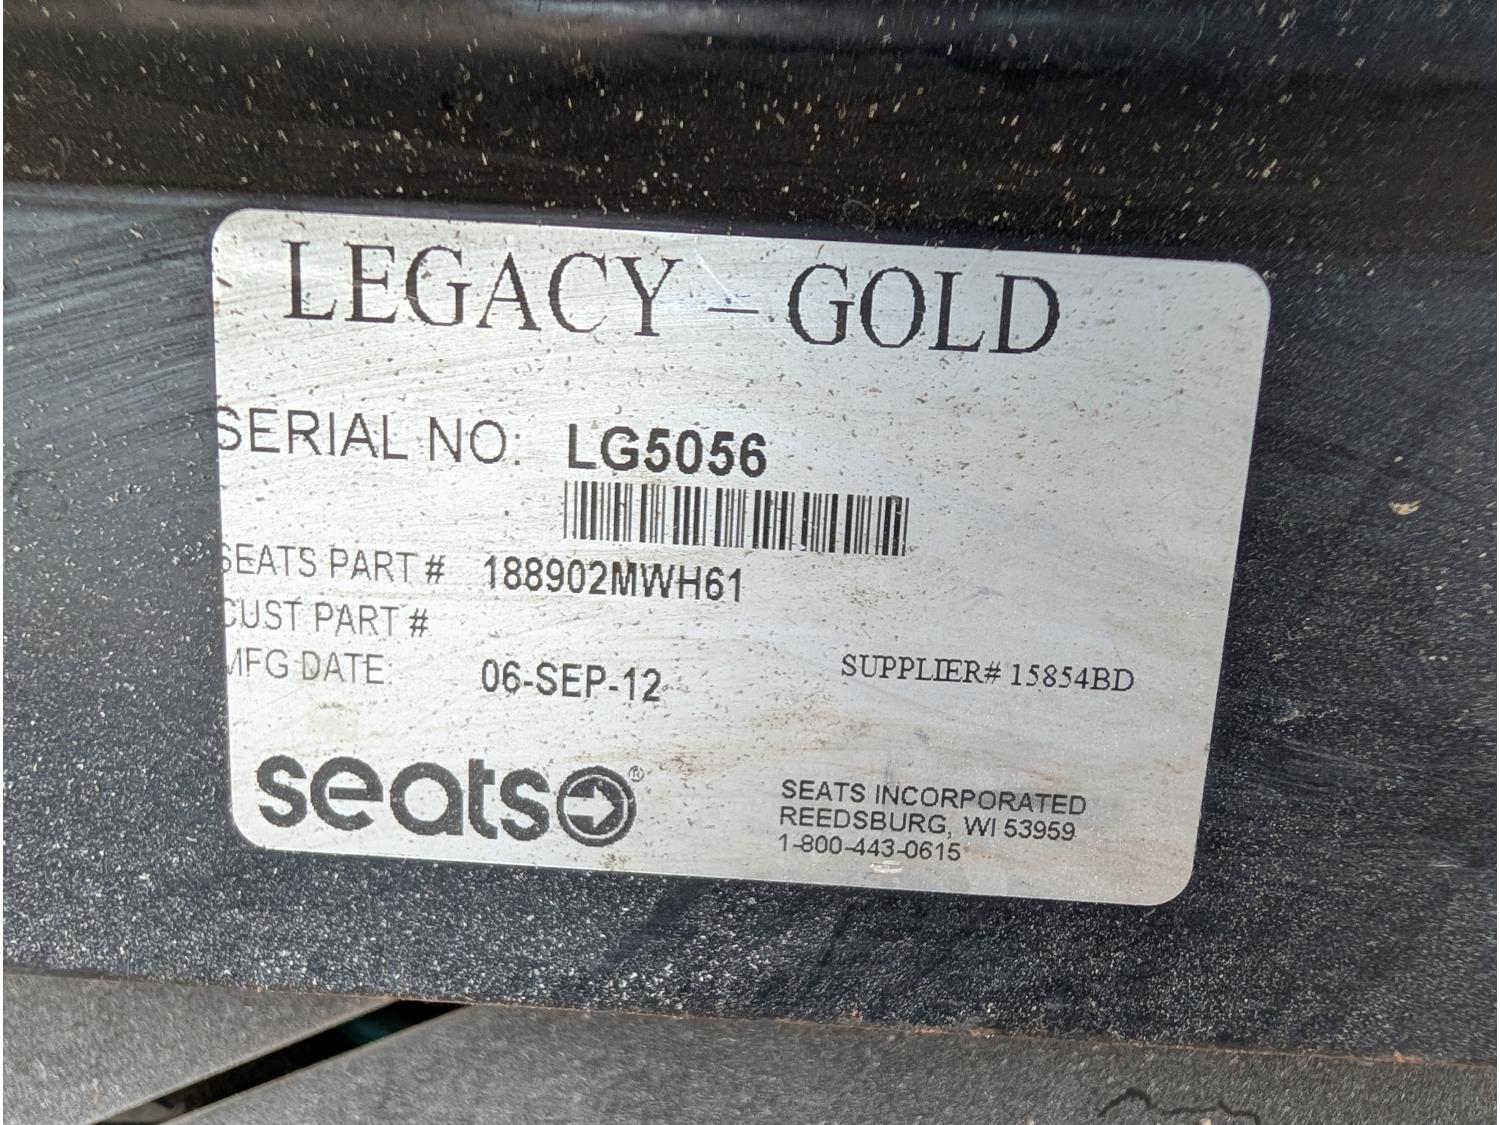 LEGACY – GOLD
SERIAL NO: LG5056
SEATS PART # 188902MWH61
CUST PART #
MFG DATE: 06-SEP-12
SUPPLIER# 15854BD
seats®
SEATS INCORPORATED
REEDSBURG, WI 53959
1-800-443-0615